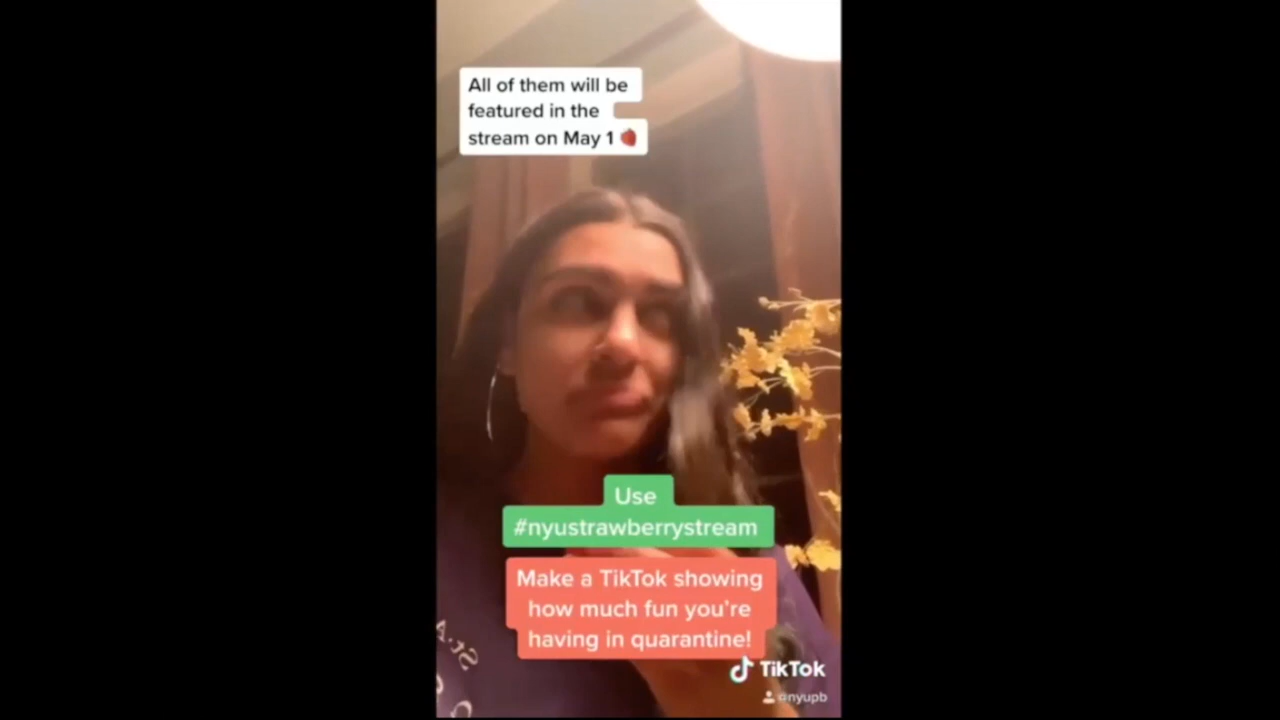 All of them will be
featured in the
stream on May 1
Use
#nyustrawberrystream
Make a TikTok showing
how much fun you're
having in quarantine!
TikTok
@nyupb